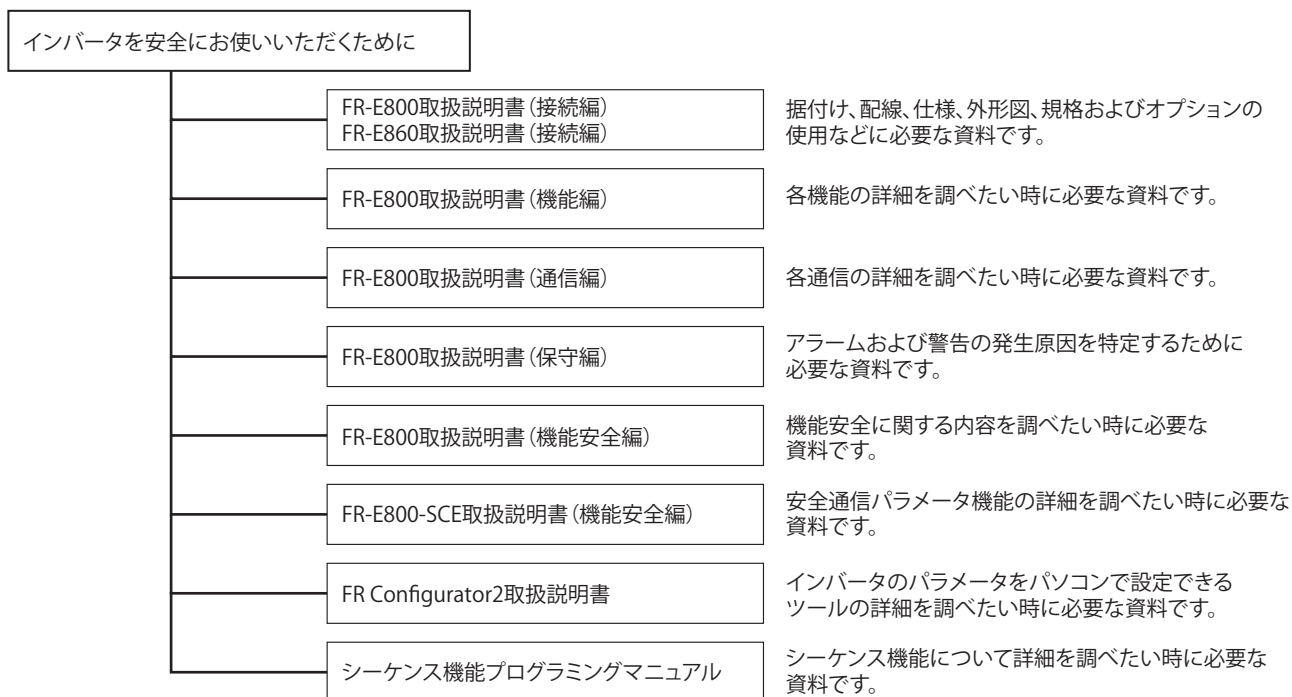 インバータを安全にお使いいただくために
FR-E800取扱説明書（接続編）
FR-E860取扱説明書（接続編）
据付け、配線、仕様、外形図、規格およびオプションの
使用などに必要な資料です。
FR-E800取扱説明書（機能編）
各機能の詳細を調べたい時に必要な資料です。
FR-E800取扱説明書（通信編）
各通信の詳細を調べたい時に必要な資料です。
FR-E800取扱説明書（保守編）
アラームおよび警告の発生原因を特定するために
必要な資料です。
FR-E800取扱説明書（機能安全編）
機能安全に関する内容を調べたい時に必要な
資料です。
FR-E800-SCE取扱説明書（機能安全編）
安全通信パラメータ機能の詳細を調べたい時に必要な
資料です。
FR Configurator2取扱説明書
インバータのパラメータをパソコンで設定できる
ツールの詳細を調べたい時に必要な資料です。
シーケンス機能プログラミングマニュアル
シーケンス機能について詳細を調べたい時に必要な
資料です。